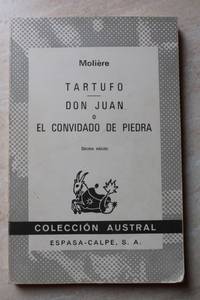 Molière
TARTUFO
DON JUAN
o
EL CONVIDADO DE PIEDRA
COLECCIÓN AUSTRAL
ESPASA-CALPE, S. A.